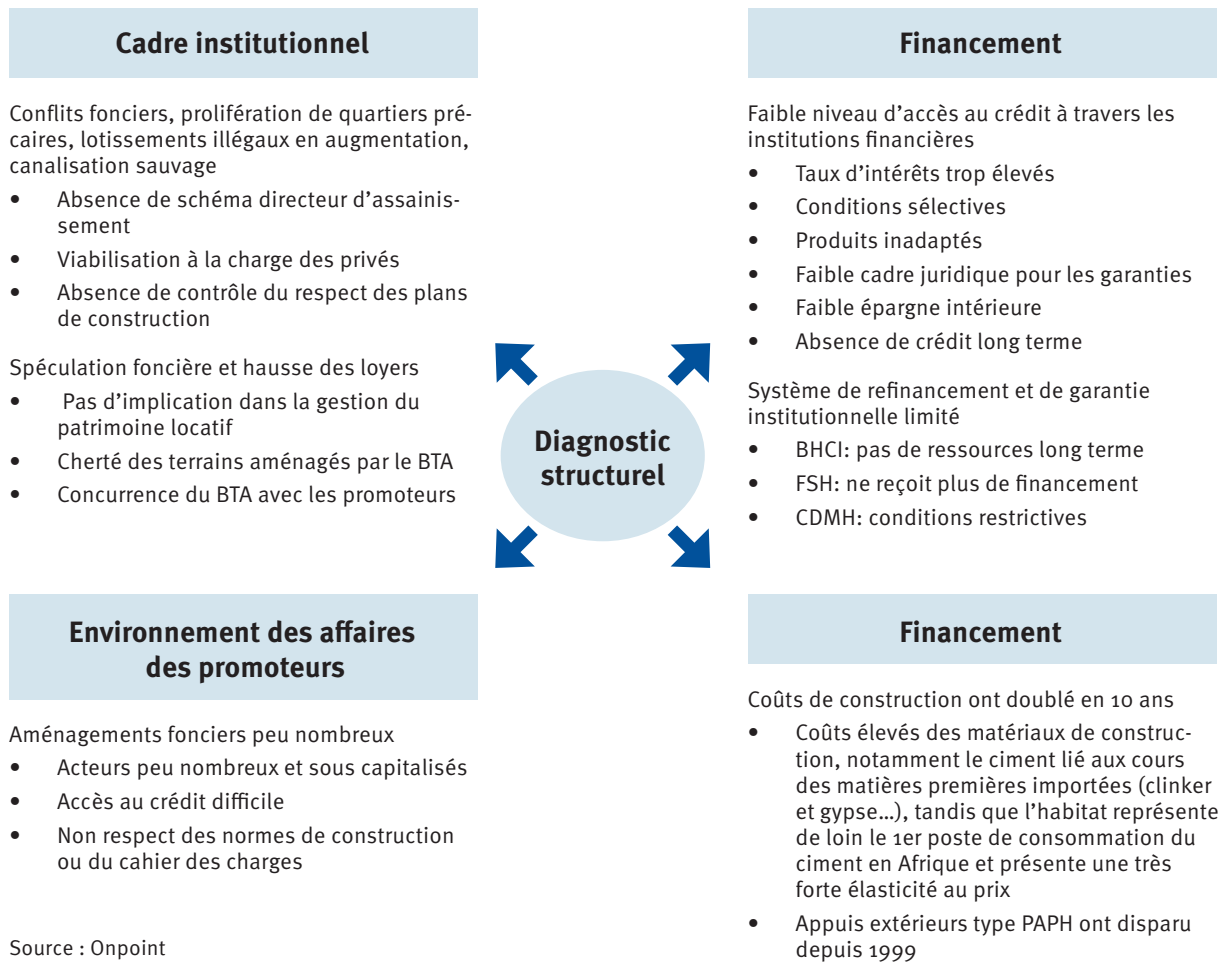 Cadre institutionnel
Conflits fonciers, prolifération de quartiers pré-
caires, lotissements illégaux en augmentation,
canalisation sauvage
• Absence de schéma directeur d'assainis-
sement
• Viabilisation à la charge des privés
• Absence de contrôle du respect des plans
de construction
Spéculation foncière et hausse des loyers
• Pas d'implication dans la gestion du
patrimoine locatif
• Cherté des terrains aménagés par le BTA
• Concurrence du BTA avec les promoteurs
Financement
Faible niveau d'accès au crédit à travers les
institutions financières
• Taux d'intérêts trop élevés
• Conditions sélectives
• Produits inadaptés
• Faible cadre juridique pour les garanties
• Faible épargne intérieure
• Absence de crédit long terme
Système de refinancement et de garantie
institutionnelle limité
• BHCI: pas de ressources long terme
• FSH: ne reçoit plus de financement
• CDMH: conditions restrictives
Diagnostic
structurel
Environnement des affaires
des promoteurs
Aménagements fonciers peu nombreux
• Acteurs peu nombreux et sous capitalisés
• Accès au crédit difficile
• Non respect des normes de construction
ou du cahier des charges
Financement
Coûts de construction ont doublé en 10 ans
• Coûts élevés des matériaux de construc-
tion, notamment le ciment lié aux cours
des matières premières importées (clinker
et gypse…), tandis que l'habitat représente
de loin le 1er poste de consommation du
ciment en Afrique et présente une très
forte élasticité au prix
• Appuis extérieurs type PAPH ont disparu
depuis 1999
Source : Onpoint